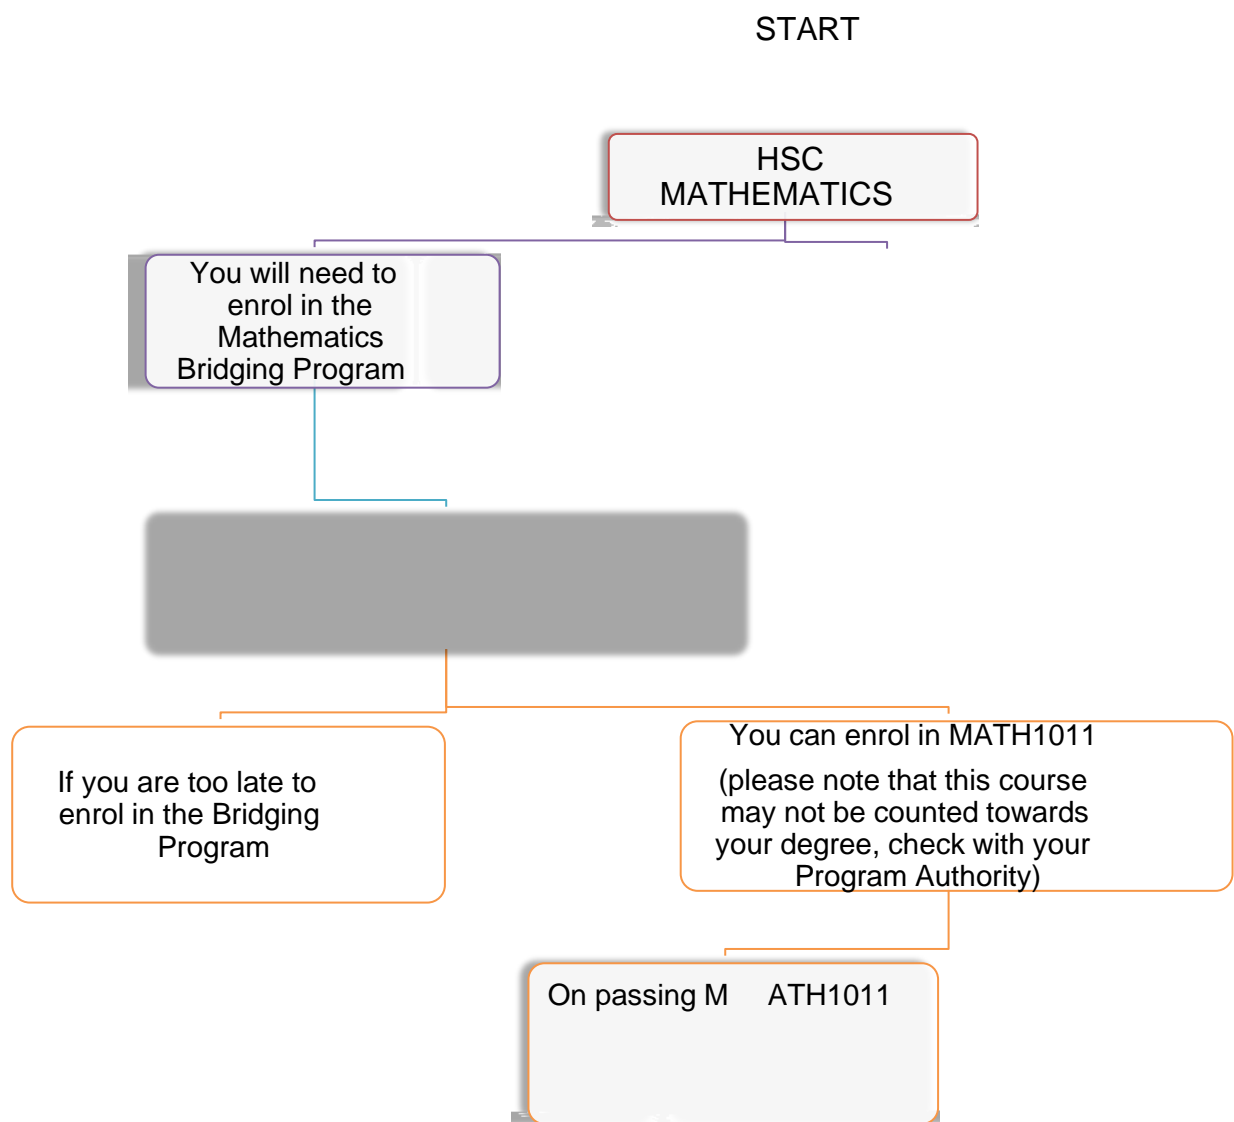 START
HSC
MATHEMATICS
You will need to
enrol in the
Mathematics
Bridging Program
If you are too late to
enrol in the Bridging
Program
You can enrol in MATH1011
(please note that this course
may not be counted towards
your degree, check with your
Program Authority)
On passing M ATH1011